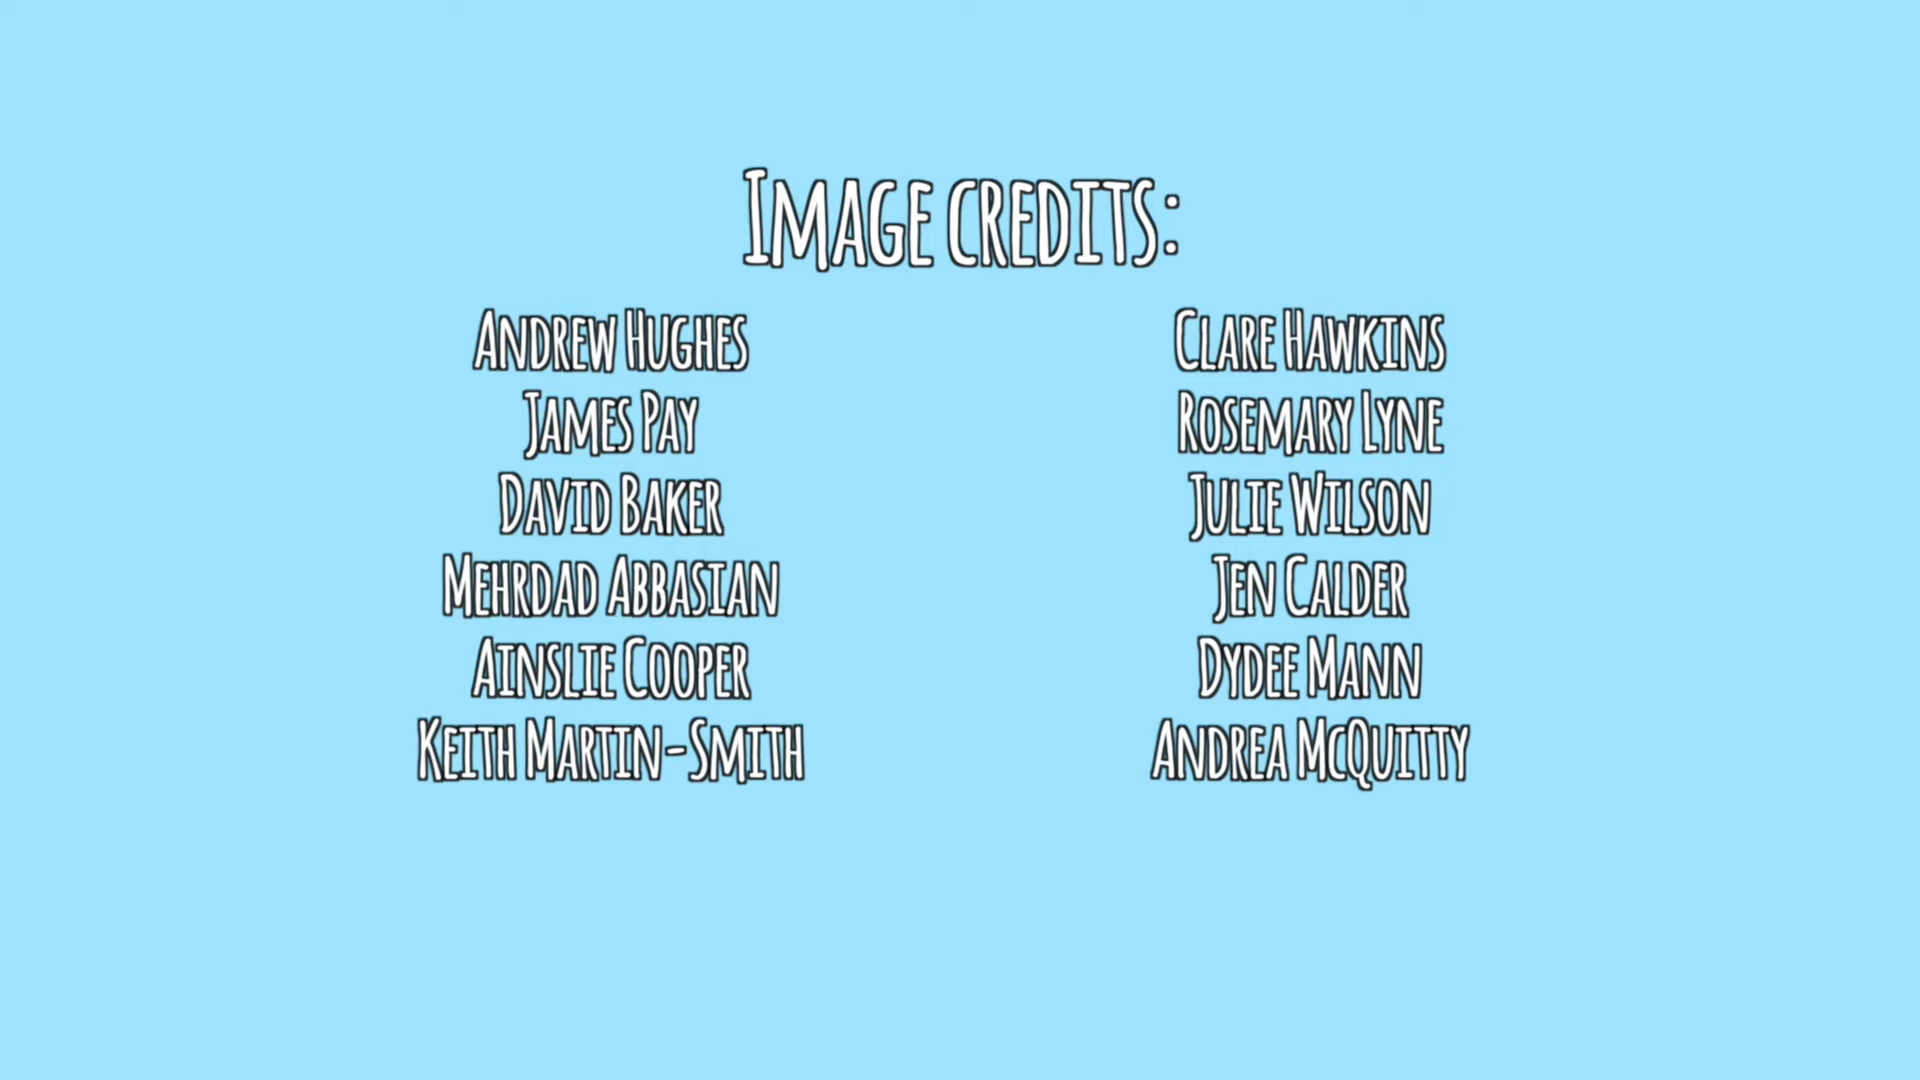 Image credits:
Andrew Hughes
James Pay
David Baker
Mehrdad Abbasian
Ainslie Cooper
Keith Martin-Smith
Clare Hawkins
Rosemary Lyne
Julie Wilson
Jen Calder
Dydee Mann
Andrea McQuitty